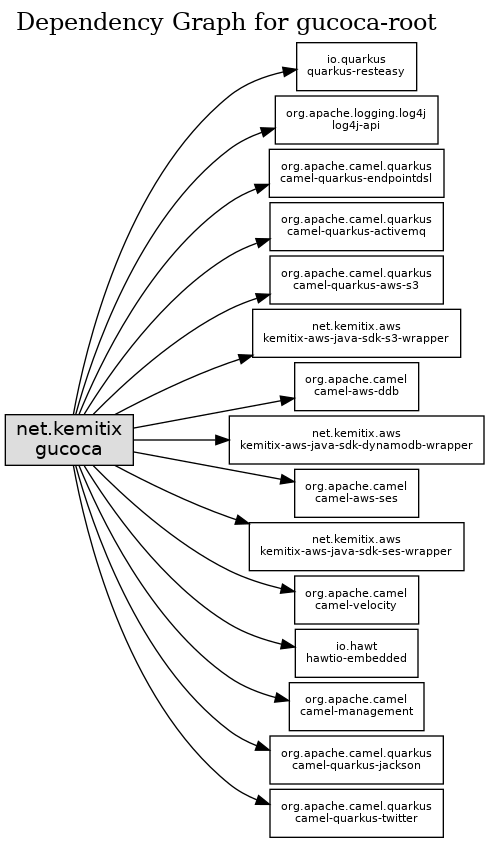 Dependency Graph for gucoca-root
io.quarkus
quarkus-resteasy
org.apache.logging.log4j
log4j-api
org.apache.camel.quarkus
camel-quarkus-endpointdsl
org.apache.camel.quarkus
camel-quarkus-activemq
org.apache.camel.quarkus
camel-quarkus-aws-s3
net.kemitix.aws
kemitix-aws-java-sdk-s3-wrapper
org.apache.camel
camel-aws-ddb
net.kemitix
gucoca
net.kemitix.aws
kemitix-aws-java-sdk-dynamodb-wrapper
org.apache.camel
camel-aws-ses
net.kemitix.aws
kemitix-aws-java-sdk-ses-wrapper
org.apache.camel
camel-velocity
io.hawt
hawtio-embedded
org.apache.camel
camel-management
org.apache.camel.quarkus
camel-quarkus-jackson
org.apache.camel.quarkus
camel-quarkus-twitter